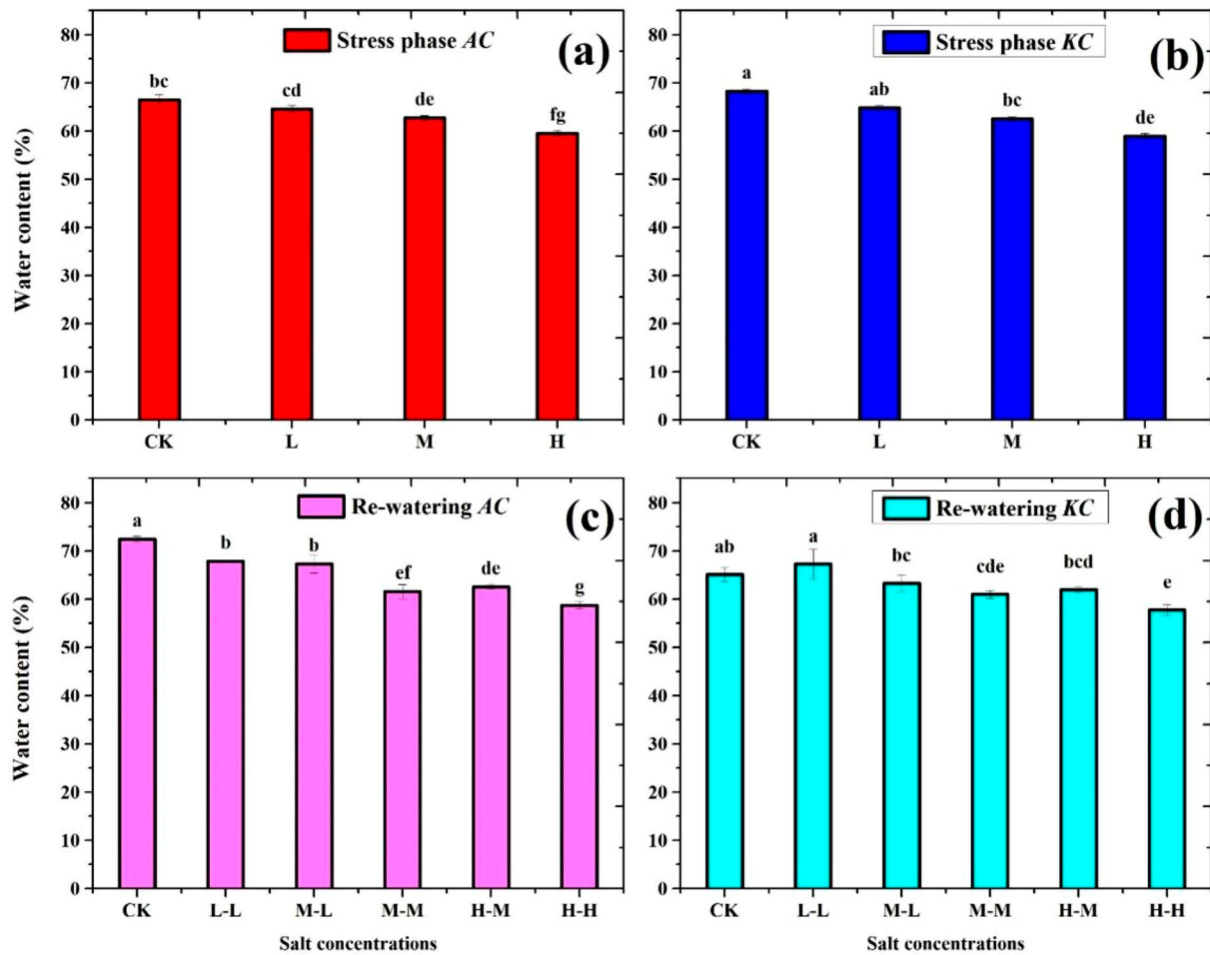 Stress phase AC
(a)
80
70
60
50
40
30
20
10
0
Water content (%)
bc
cd
de
fg
CK
L
M
H
Stress phase KC
(b)
80
70
60
50
40
30
20
10
0
a
ab
bc
de
CK
L
M
H
Re-watering AC
(c)
80
70
60
50
40
30
20
10
0
Water content (%)
a
b
b
ef
de
g
CK
L-L
M-L
M-M
H-M
H-H
Salt concentrations
Re-watering KC
(d)
80
70
60
50
40
30
20
10
0
ab
a
bc
cde
bcd
e
CK
L-L
M-L
M-M
H-M
H-H
Salt concentrations